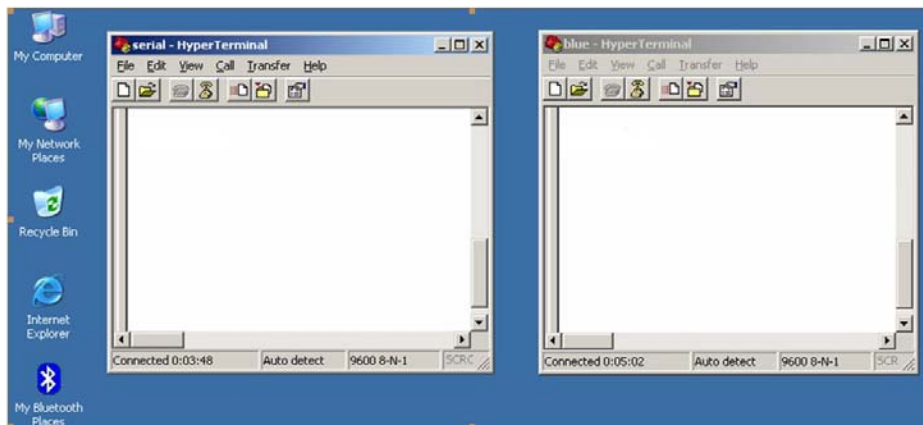 My Computer
My Network
Places
Recycle Bin
Internet
Explorer
My Bluetooth
Places
serial - HyperTerminal
File Edit View Call Transfer Help
Connected 0:03:48 Auto detect 9600 8-N-1 SCRC
blue - HyperTerminal
File Edit View Call Transfer Help
Connected 0:05:02 Auto detect 9600 8-N-1 SCR